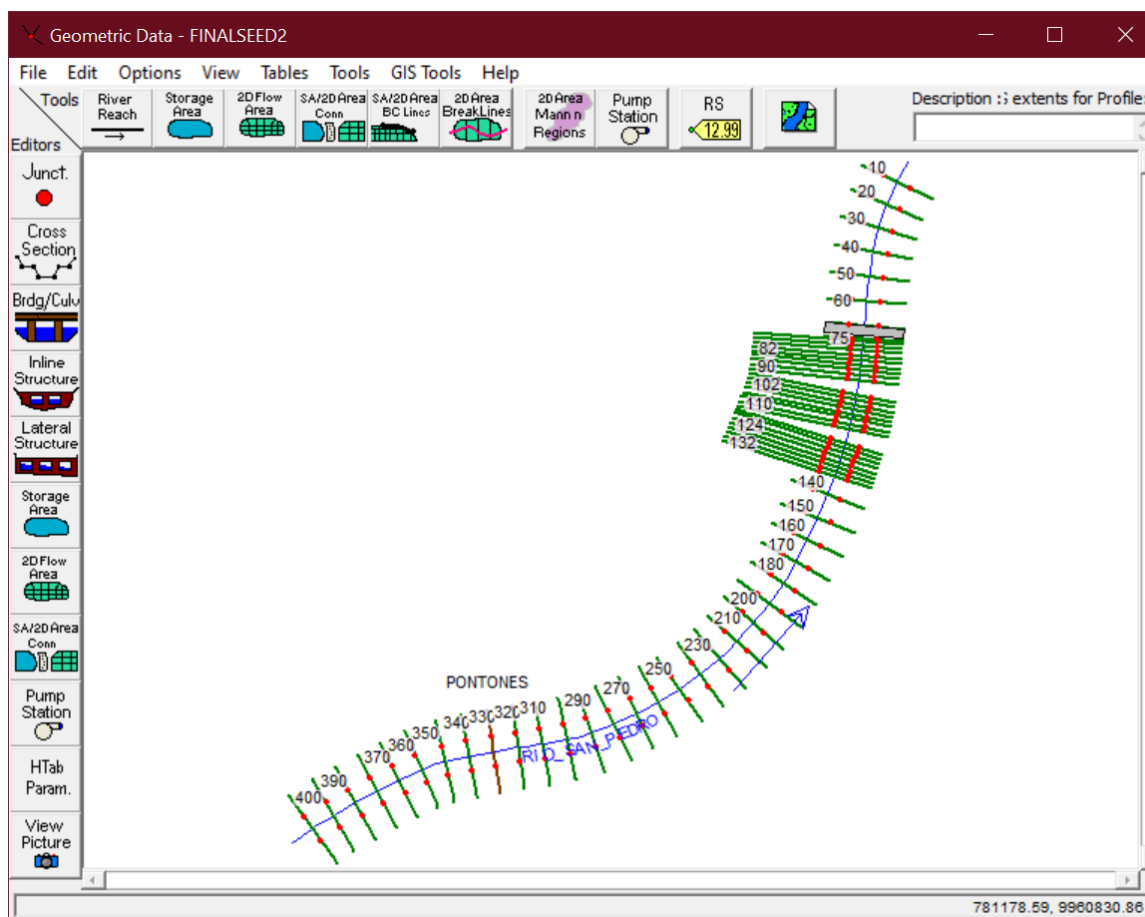 Geometric Data - FINALSEED2
File Edit Options View Tables Tools GIS Tools Help
Tools
Editors
River
Reach
Storage
Area
2D Flow
Area
SA/2D Area
Conn
SA/2D Area
BC Lines
2D Area
BreakLines
2D Area
Mann n
Regions
Pump
Station
RS
12.99
Description :
extents for Profile:
Junct.
Cross
Section
Brdg/Culv
Inline
Structure
Lateral
Structure
Storage
Area
2D Flow
Area
SA/2D Area
Conn
Pump
Station
HTab
Param.
View
Picture
10
20
30
40
50
60
75
82
90
102
110
124
132
140
150
160
170
180
200
210
230
250
270
290
310
320
330
340
350
360
370
390
400
PONTONES
RIO_SAN_PEDRO
781178.59, 9960830.86